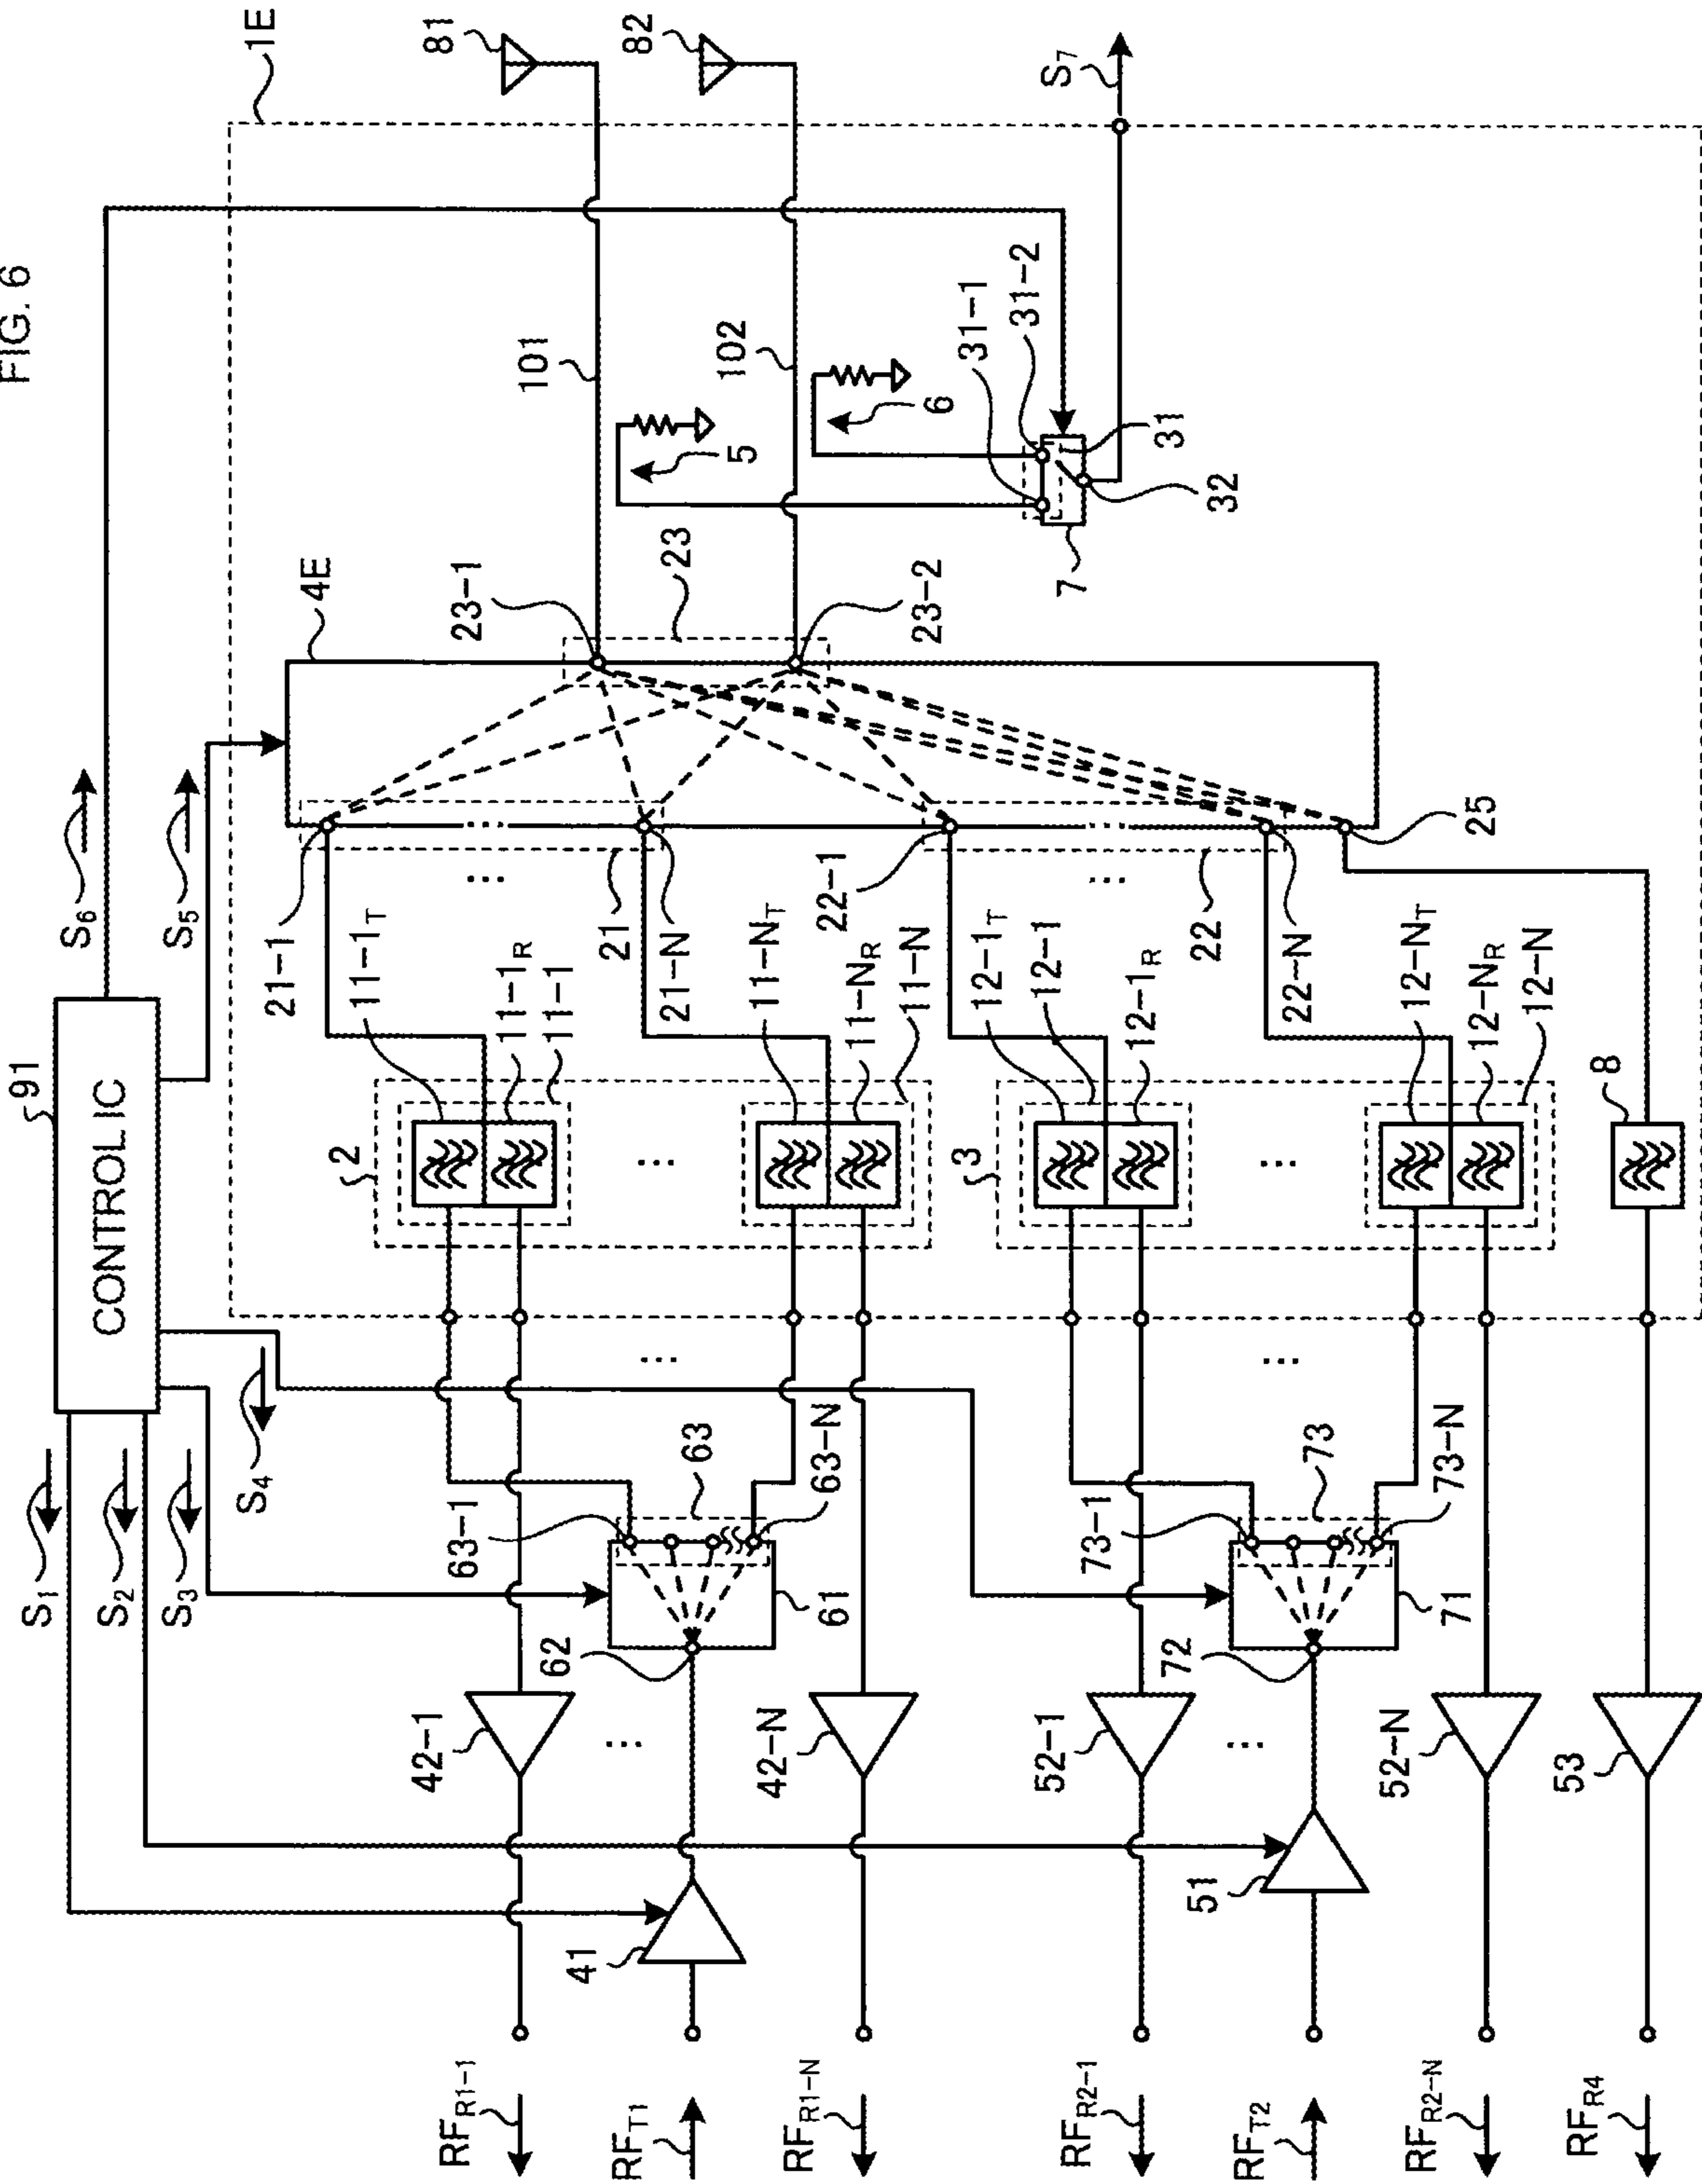 FIG. 6
91
CONTROL IC
S1
S2
S3
S4
S5
S6
1E
81
82
S7
101
102
5
6
31-1
31-2
31
32
7
4E
23-1
23
23-2
21-1
21
21-N
22-1
22
22-N
25
2
11-1T
11-1R
11-1
11-NT
11-NR
11-N
3
12-1T
12-1
12-1R
12-NT
12-NR
12-N
8
...
...
...
...
...
...
...
...
63-1
63
63-N
61
62
73-1
73
73-N
71
72
42-1
...
42-N
52-1
...
52-N
53
41
51
RFR1-1
RFT1
RFR1-N
RFR2-1
RFT2
RFR2-N
RFR4